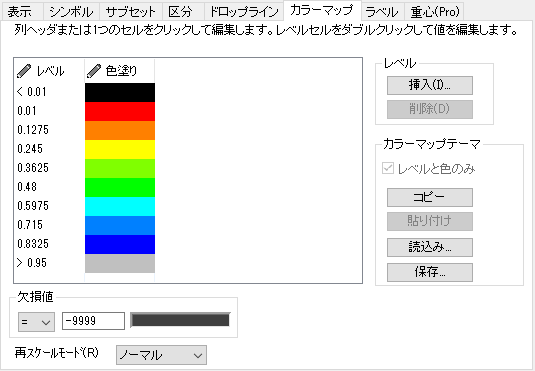 表示 シンボル サブセット 区分 ドロップライン カラーマップ ラベル 重心(Pro)
列ヘッダまたは1つのセルをクリックして編集します。レベルセルをダブルクリックして値を編集します。
レベル 色塗り
< 0.01
0.01
0.1275
0.245
0.3625
0.48
0.5975
0.715
0.8325
> 0.95
レベル
挿入(I)...
削除(D)
カラーマップテーマ
レベルと色のみ
コピー
貼り付け
読込み...
保存...
欠損値
= -9999
再スケールモード(R) ノーマル